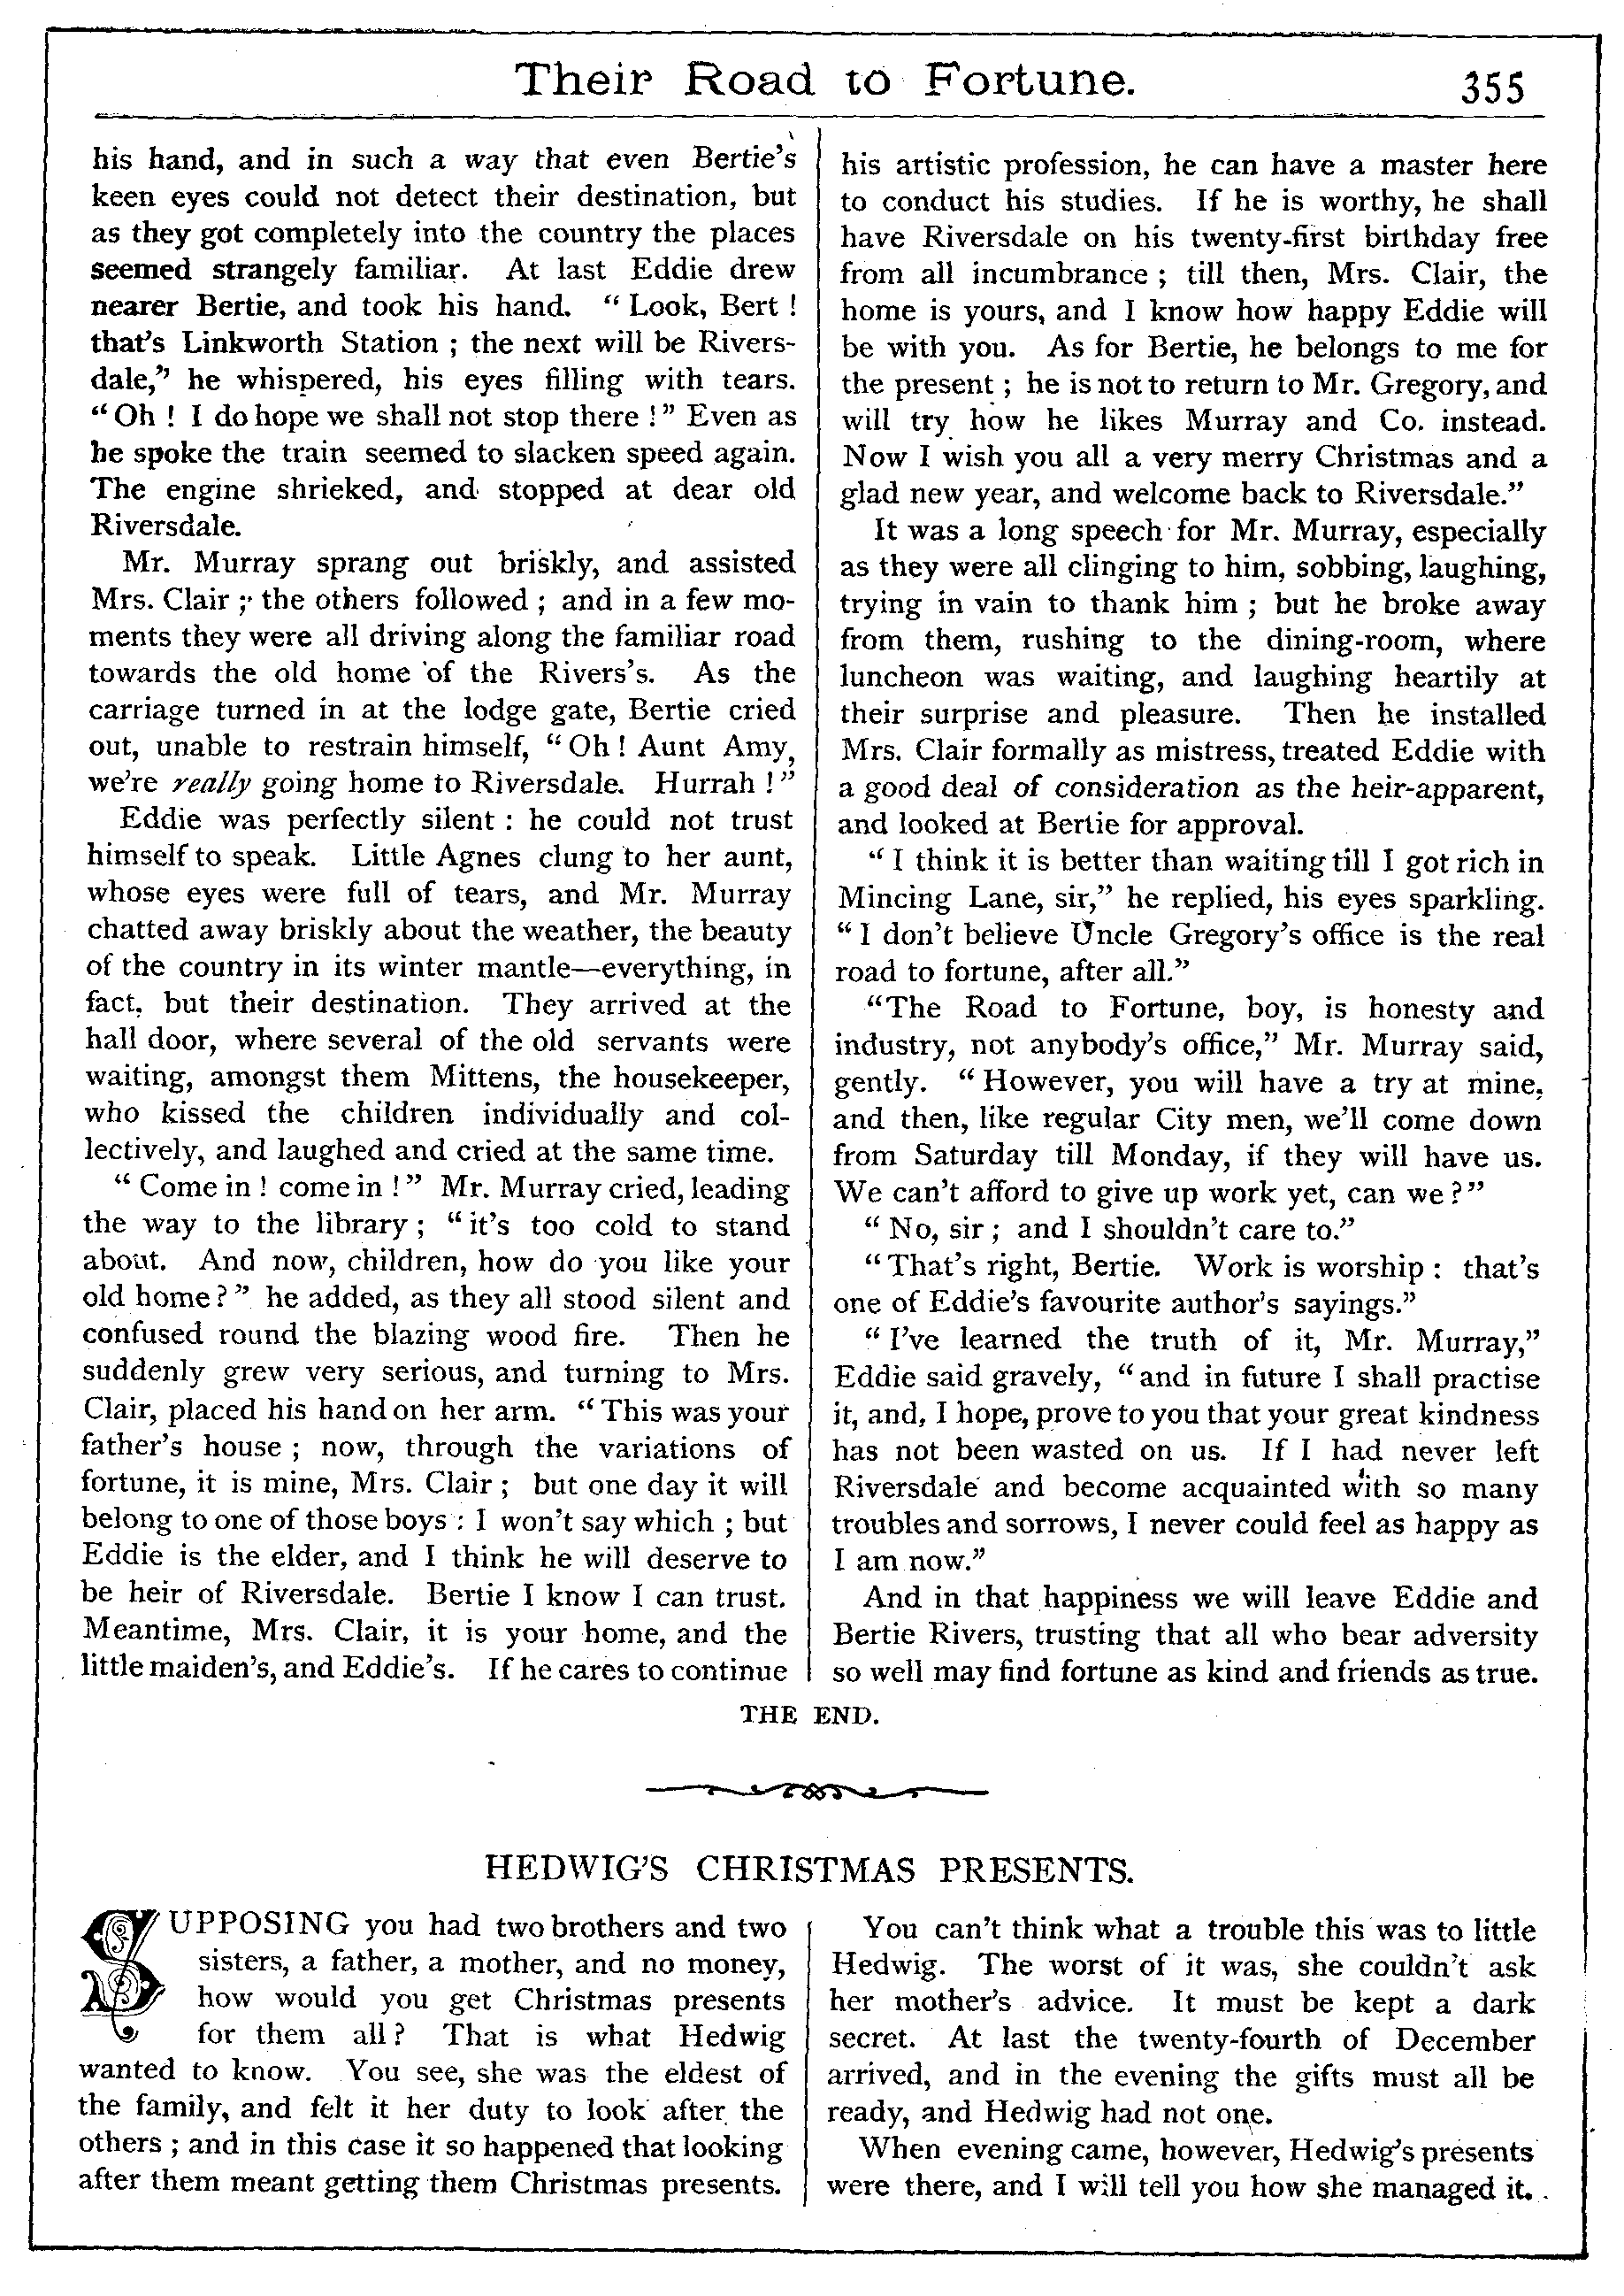 Their Road to Fortune.
355
his hand, and in such a way that even Bertie's
keen eyes could not detect their destination, but
as they got completely into the country the places
seemed strangely familiar. At last Eddie drew
nearer Bertie, and took his hand. "Look, Bert!
that's Linkworth Station; the next will be Rivers-
dale," he whispered, his eyes filling with tears.
"Oh! I do hope we shall not stop there!" Even as
he spoke the train seemed to slacken speed again.
The engine shrieked, and stopped at dear old
Riversdale.
Mr. Murray sprang out briskly, and assisted
Mrs. Clair; the others followed; and in a few mo-
ments they were all driving along the familiar road
towards the old home of the Rivers's. As the
carriage turned in at the lodge gate, Bertie cried
out, unable to restrain himself, "Oh! Aunt Amy,
we're really going home to Riversdale. Hurrah!"
Eddie was perfectly silent: he could not trust
himself to speak. Little Agnes clung to her aunt,
whose eyes were full of tears, and Mr. Murray
chatted away briskly about the weather, the beauty
of the country in its winter mantle—everything, in
fact, but their destination. They arrived at the
hall door, where several of the old servants were
waiting, amongst them Mittens, the housekeeper,
who kissed the children individually and col-
lectively, and laughed and cried at the same time.
"Come in! come in!" Mr. Murray cried, leading
the way to the library; "it's too cold to stand
about. And now, children, how do you like your
old home?" he added, as they all stood silent and
confused round the blazing wood fire. Then he
suddenly grew very serious, and turning to Mrs.
Clair, placed his hand on her arm. "This was your
father's house; now, through the variations of
fortune, it is mine, Mrs. Clair; but one day it will
belong to one of those boys: I won't say which; but
Eddie is the elder, and I think he will deserve to
be heir of Riversdale. Bertie I know I can trust.
Meantime, Mrs. Clair, it is your home, and the
little maiden's, and Eddie's. If he cares to continue
his artistic profession, he can have a master here
to conduct his studies. If he is worthy, he shall
have Riversdale on his twenty-first birthday free
from all incumbrance; till then, Mrs. Clair, the
home is yours, and I know how happy Eddie will
be with you. As for Bertie, he belongs to me for
the present; he is not to return to Mr. Gregory, and
will try how he likes Murray and Co. instead.
Now I wish you all a very merry Christmas and a
glad new year, and welcome back to Riversdale."
It was a long speech for Mr. Murray, especially
as they were all clinging to him, sobbing, laughing,
trying in vain to thank him; but he broke away
from them, rushing to the dining-room, where
luncheon was waiting, and laughing heartily at
their surprise and pleasure. Then he installed
Mrs. Clair formally as mistress, treated Eddie with
a good deal of consideration as the heir-apparent,
and looked at Bertie for approval.
"I think it is better than waiting till I got rich in
Mincing Lane, sir," he replied, his eyes sparkling.
"I don't believe Uncle Gregory's office is the real
road to fortune, after all."
"The Road to Fortune, boy, is honesty and
industry, not anybody's office," Mr. Murray said,
gently. "However, you will have a try at mine,
and then, like regular City men, we'll come down
from Saturday till Monday, if they will have us.
We can't afford to give up work yet, can we?"
"No, sir; and I shouldn't care to."
"That's right, Bertie. Work is worship: that's
one of Eddie's favourite author's sayings."
"I've learned the truth of it, Mr. Murray,"
Eddie said gravely, "and in future I shall practise
it, and, I hope, prove to you that your great kindness
has not been wasted on us. If I had never left
Riversdale and become acquainted with so many
troubles and sorrows, I never could feel as happy as
I am now."
And in that happiness we will leave Eddie and
Bertie Rivers, trusting that all who bear adversity
so well may find fortune as kind and friends as true.
THE END.
HEDWIG'S CHRISTMAS PRESENTS.
SUPPOSING you had two brothers and two
sisters, a father, a mother, and no money,
how would you get Christmas presents
for them all? That is what Hedwig
wanted to know. You see, she was the eldest of
the family, and felt it her duty to look after the
others; and in this case it so happened that looking
after them meant getting them Christmas presents.
You can't think what a trouble this was to little
Hedwig. The worst of it was, she couldn't ask
her mother's advice. It must be kept a dark
secret. At last the twenty-fourth of December
arrived, and in the evening the gifts must all be
ready, and Hedwig had not one.
When evening came, however, Hedwig's presents
were there, and I will tell you how she managed it.